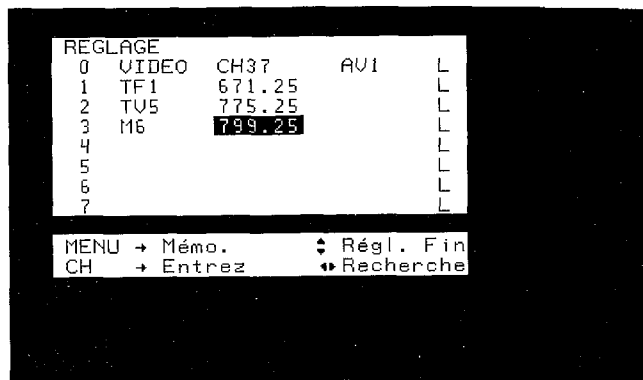 REGLAGE
0 VIDEO CH37 AV1 L
1 TF1 671.25 L
2 TV5 775.25 L
3 M6 799.25 L
4 L
5 L
6 L
7 L
MENU → Mémo. ♦ Régl. Fin
CH → Entrez ◂▸ Recherche